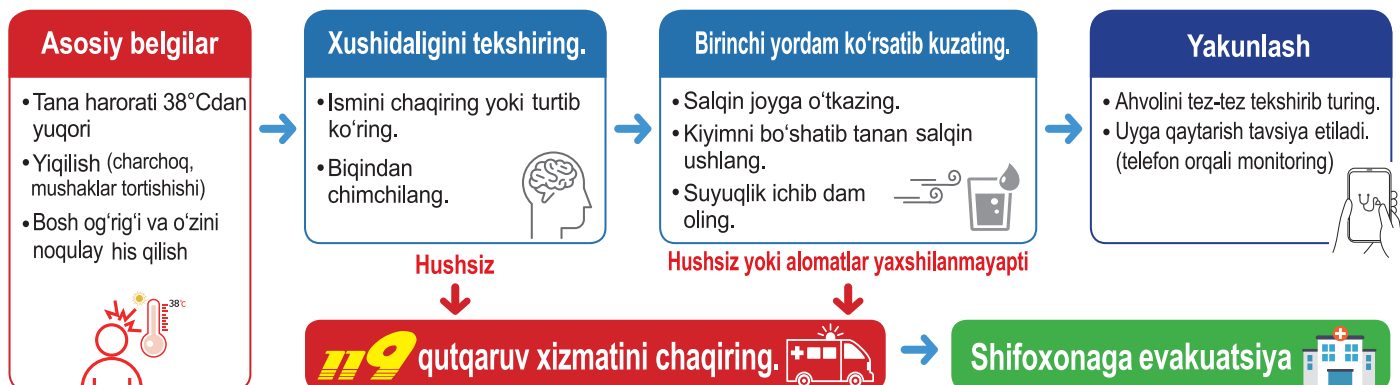 Asosiy belgilar
• Tana harorati 38°Cdan
yuqori
• Yiqilish (charchoq,
mushaklar tortishishi)
• Bosh og‘rig‘i va o‘zini
noqulay his qilish
38℃
Xushidaligini tekshiring.
• Ismini chaqiring yoki turtib
ko‘ring.
• Biqindan
chimchilang.
Hushsiz
Birinchi yordam ko‘rsatib kuzating.
• Salqin joyga o‘tkazing.
• Kiyimni bo‘shatib tanan salqin
ushlang.
• Suyuqlik ichib dam
oling.
Hushsiz yoki alomatlar yaxshilanmayapti
Yakunlash
• Ahvolini tez-tez tekshirib turing.
• Uyga qaytarish tavsiya etiladi.
(telefon orqali monitoring)
119 qutqaruv xizmatini chaqiring.
Shifoxonaga evakuatsiya